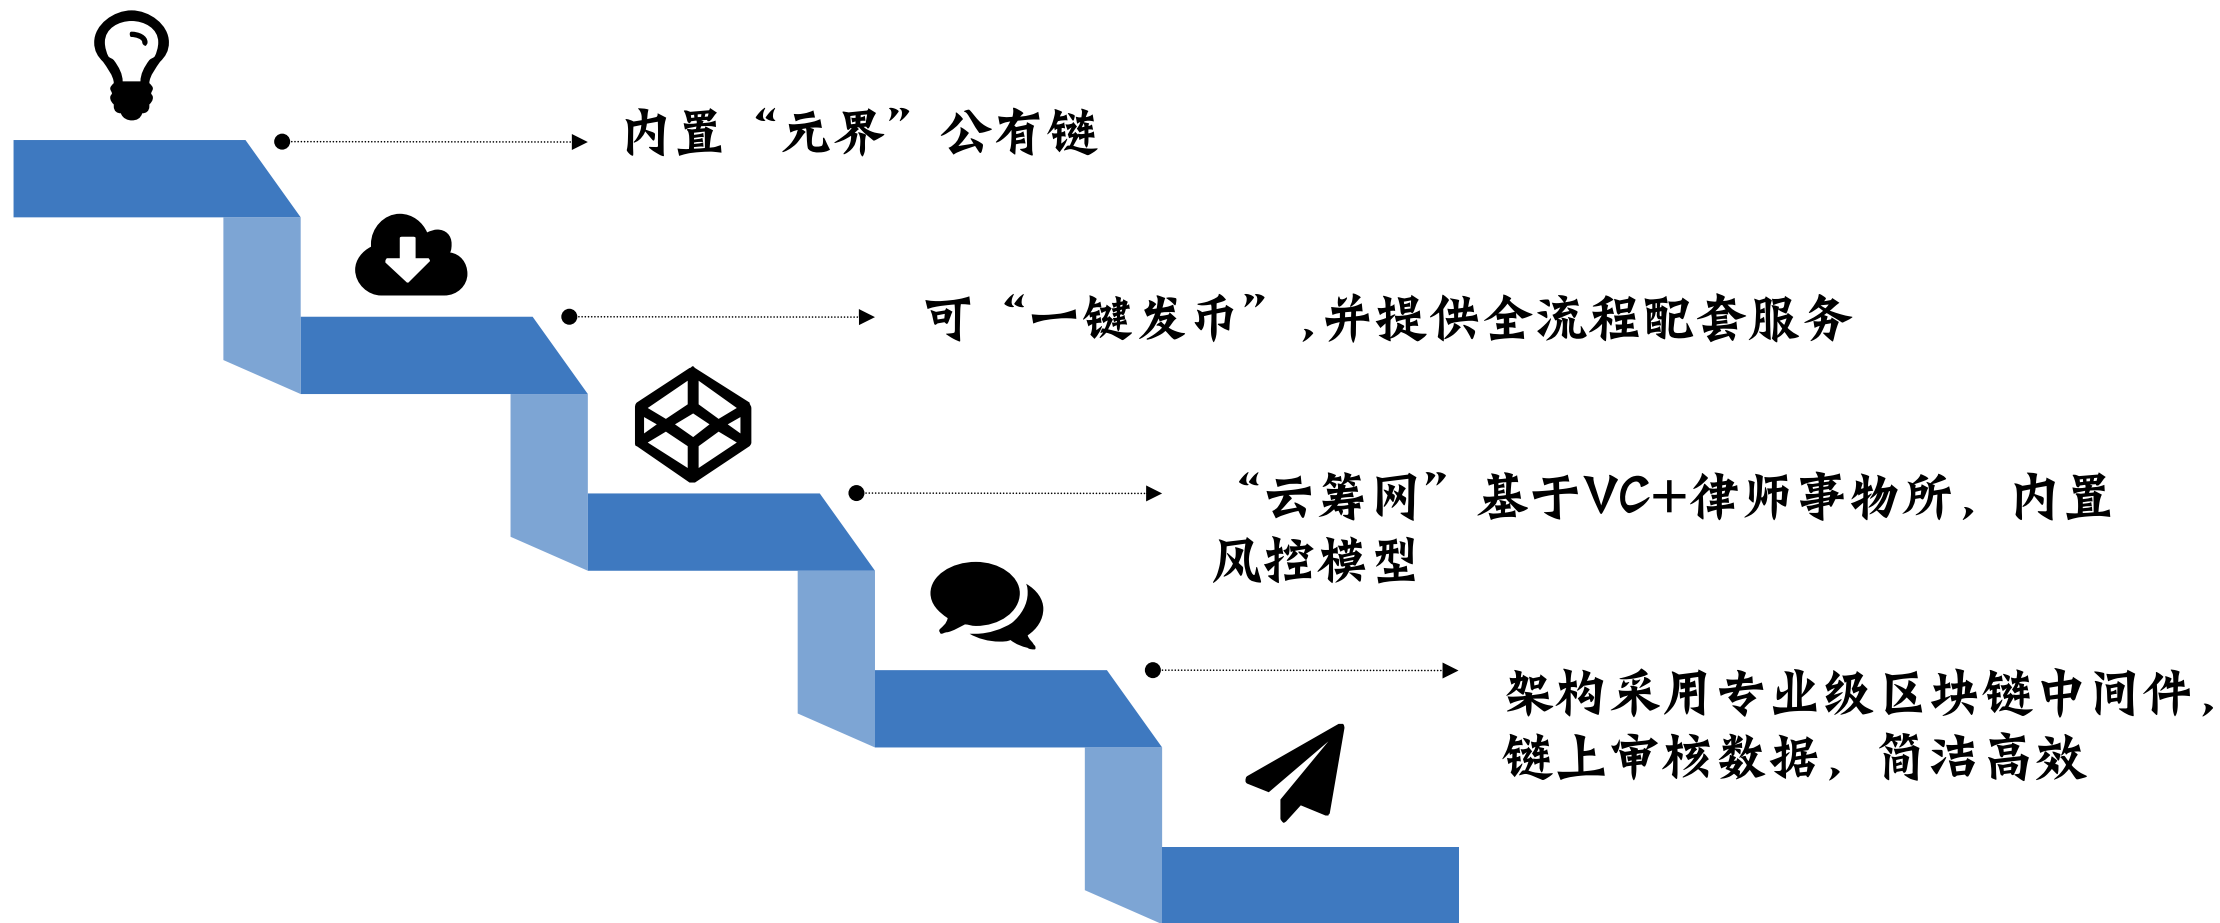 内置“元界”公有链
可“一键发币”,并提供全流程配套服务
“云筹网”基于VC+律师事物所，内置
风控模型
架构采用专业级区块链中间件，
链上审核数据，简洁高效